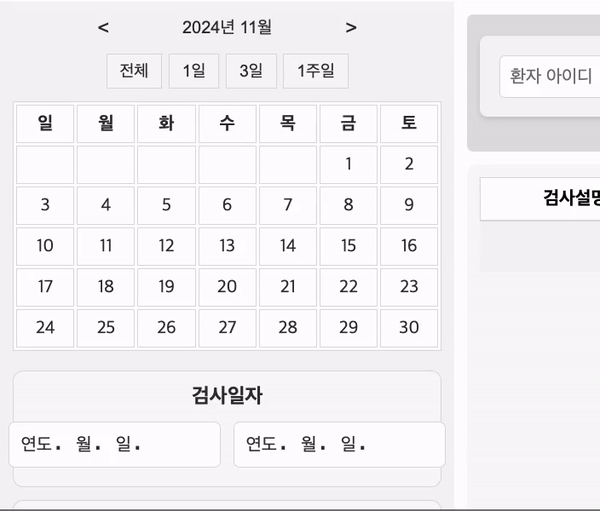 < 2024년 11월 >
전체 1일 3일 1주일
일 월 화 수 목 금 토
1 2
3 4 5 6 7 8 9
10 11 12 13 14 15 16
17 18 19 20 21 22 23
24 25 26 27 28 29 30
검사일자
연도. 월. 일. 연도. 월. 일.
환자 아이디
검사설명